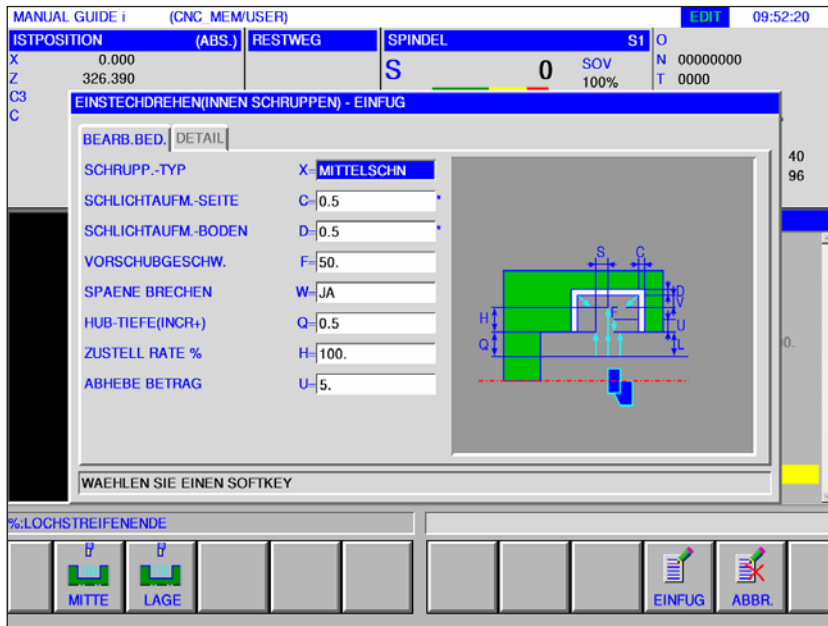 MANUAL GUIDE i (CNC_MEM/USER) EDIT 09:52:20
ISTPOSITION (ABS.) RESTWEG SPINDEL S1 O
X 0.000 S 0 SOV 100% N 00000000
Z 326.390 T 0000
C3
C
40
96
EINSTECHDREHEN(INNEN SCHRUPPEN) - EINFUG
BEARB.BED. DETAIL
SCHRUPP.-TYP X= MITTELSCHN
SCHLICHTAUFM.-SEITE C= 0.5 *
SCHLICHTAUFM.-BODEN D= 0.5 *
VORSCHUBGESCHW. F= 50.
SPAENE BRECHEN W= JA
HUB-TIEFE(INCR+) Q= 0.5
ZUSTELL RATE % H= 100.
ABHEBE BETRAG U= 5.
S C
D
V
H F U
Q L
0.
WAEHLEN SIE EINEN SOFTKEY
%:LOCHSTREIFENENDE
MITTE LAGE EINFUG ABBR.